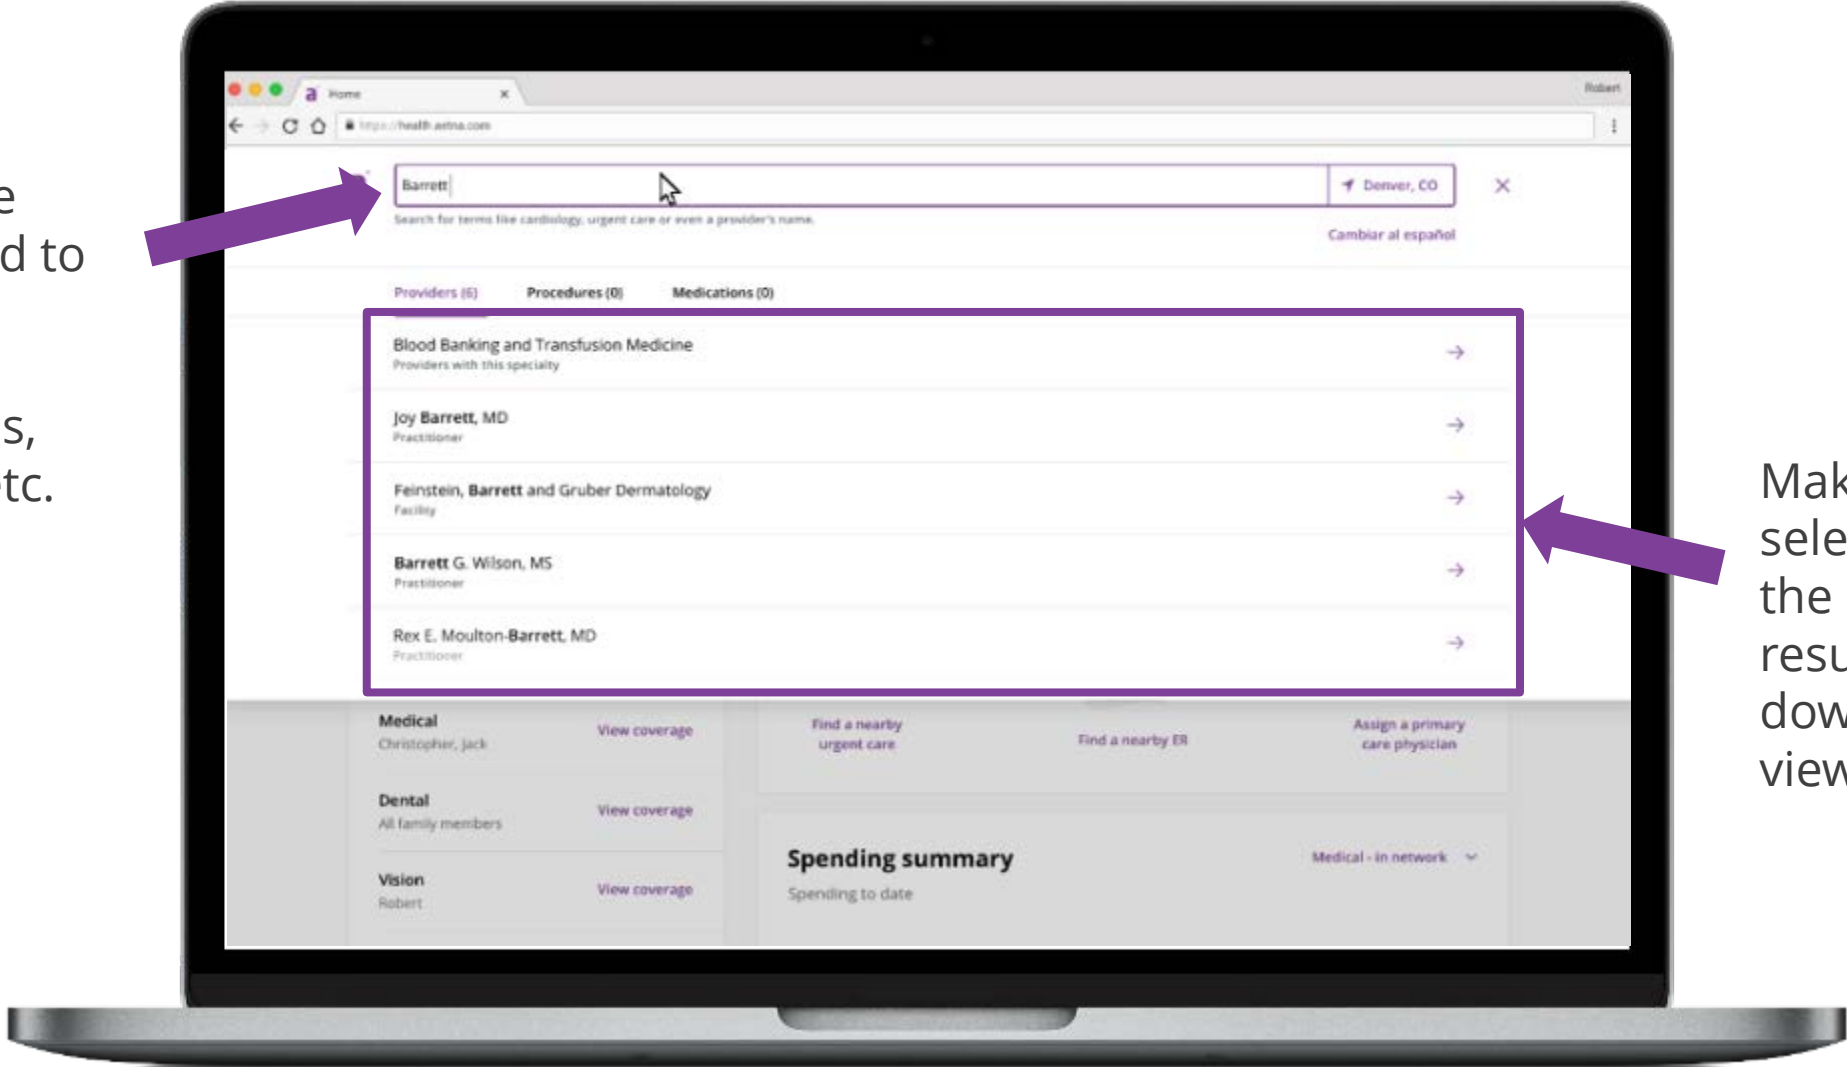 a Home ×
Robert
https://health.aetna.com
Barrett
Denver, CO
Search for terms like cardiology, urgent care or even a provider's name.
Cambiar al español
Providers (6) Procedures (0) Medications (0)
Blood Banking and Transfusion Medicine
Providers with this specialty
Joy Barrett, MD
Practitioner
Feinstein, Barrett and Gruber Dermatology
Facility
Barrett G. Wilson, MS
Practitioner
Rex E. Moulton-Barrett, MD
Practitioner
Medical
Christopher, Jack
View coverage
Dental
All family members
View coverage
Vision
Robert
View coverage
Find a nearby
urgent care
Find a nearby ER
Assign a primary
care physician
Spending summary
Spending to date
Medical - in network
e
d to
s,
etc.
Mak
sele
the
resu
dow
view